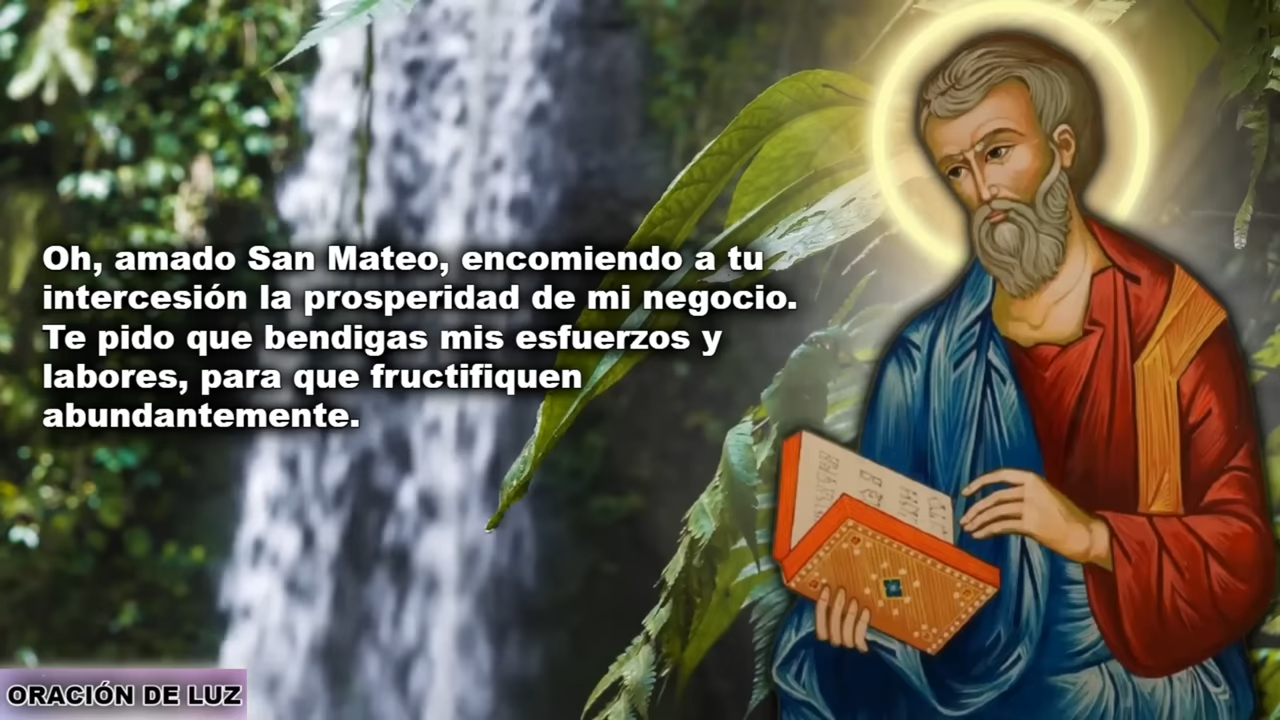 Oh, amado San Mateo, encomiendo a tu
intercesión la prosperidad de mi negocio.
Te pido que bendigas mis esfuerzos y
labores, para que fructifiquen
abundantemente.
ORACIÓN DE LUZ